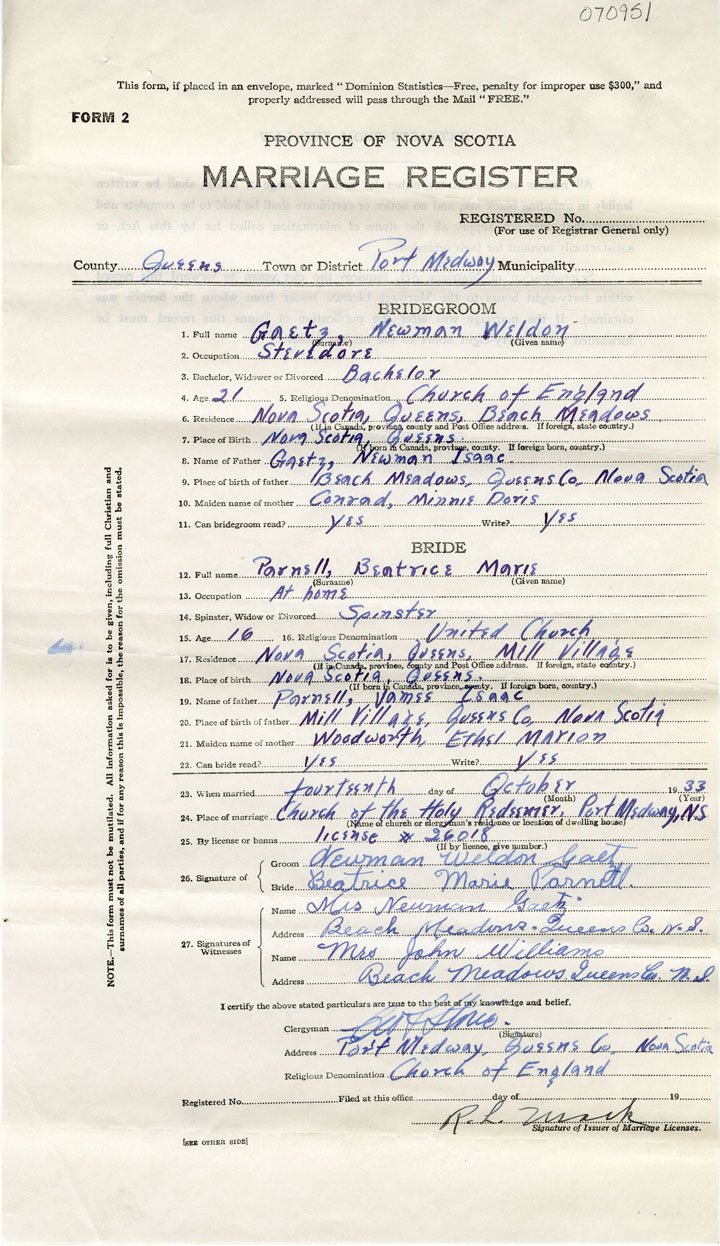 070951
This form, if placed in an envelope, marked "Dominion Statistics—Free, penalty for improper use $300," and
properly addressed will pass through the Mail "FREE."
FORM 2
PROVINCE OF NOVA SCOTIA
MARRIAGE REGISTER
REGISTERED No.
(For use of Registrar General only)
County Queens Town or District Port Medway Municipality
BRIDEGROOM
1. Full name Gaetz, Newman Weldon
(Surname) (Given name)
2. Occupation Stevedore
3. Bachelor, Widower or Divorced Bachelor
4. Age 21 5. Religious Denomination Church of England
6. Residence Nova Scotia, Queens, Beach Meadows
(If in Canada, province, county and Post Office address. If foreign, state country.)
7. Place of Birth Nova Scotia, Queens
(If born in Canada, province, county. If foreign born, country.)
8. Name of Father Gaetz, Newman Isaac
9. Place of birth of father Beach Meadows, Queens Co, Nova Scotia
10. Maiden name of mother Conrad, Minnie Doris
11. Can bridegroom read? Yes Write? Yes
BRIDE
12. Full name Parnell, Beatrice Marie
(Surname) (Given name)
13. Occupation At home
14. Spinster, Widow or Divorced Spinster
15. Age 16 16. Religious Denomination United Church
17. Residence Nova Scotia, Queens, Mill Village
(If in Canada, province, county and Post Office address. If foreign, state country.)
18. Place of birth Nova Scotia, Queens.
(If born in Canada, province, county. If foreign born, country.)
19. Name of father Parnell, James Isaac
20. Place of birth of father Mill Village, Queens Co, Nova Scotia
21. Maiden name of mother Woodworth, Ethel Marion
22. Can bride read? Yes Write? Yes
23. When married fourteenth day of October 1933
(Month) (Year)
24. Place of marriage Church of the Holy Redeemer, Port Medway, N.S
(Name of church or clergyman's residence or location of dwelling house)
25. By license or banns license # 26018
(If by licence, give number.)
26. Signature of
Groom Newman Weldon Gaetz
Bride Beatrice Marie Parnell.
27. Signatures of Witnesses
Name Mrs Newman Gaetz.
Address Beach Meadows. Queens Co. N.S.
Name Mrs John Williams
Address Beach Meadows Queens Co. N.S.
I certify the above stated particulars are true to the best of my knowledge and belief.
Clergyman
(Signature)
Address Port Medway, Queens Co, Nova Scotia
Religious Denomination Church of England
Registered No. Filed at this office day of 19
R.L.
Signature of Issuer of Marriage Licenses.
[SEE OTHER SIDE]
NOTE.—This form must not be mutilated. All information asked for is to be given, including full Christian and
surnames of all parties, and if for any reason this is impossible, the reason for the omission must be stated.